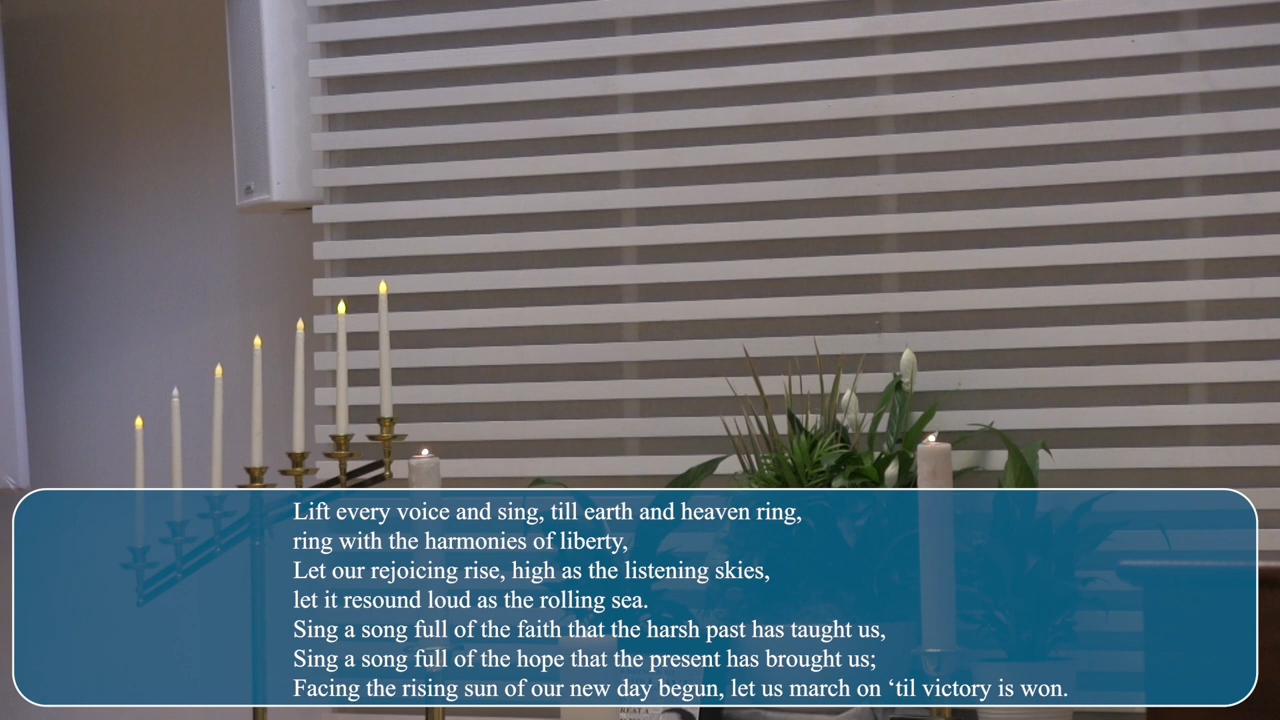 Lift every voice and sing, till earth and heaven ring,
ring with the harmonies of liberty,
Let our rejoicing rise, high as the listening skies,
let it resound loud as the rolling sea.
Sing a song full of the faith that the harsh past has taught us,
Sing a song full of the hope that the present has brought us;
Facing the rising sun of our new day begun, let us march on ‘til victory is won.